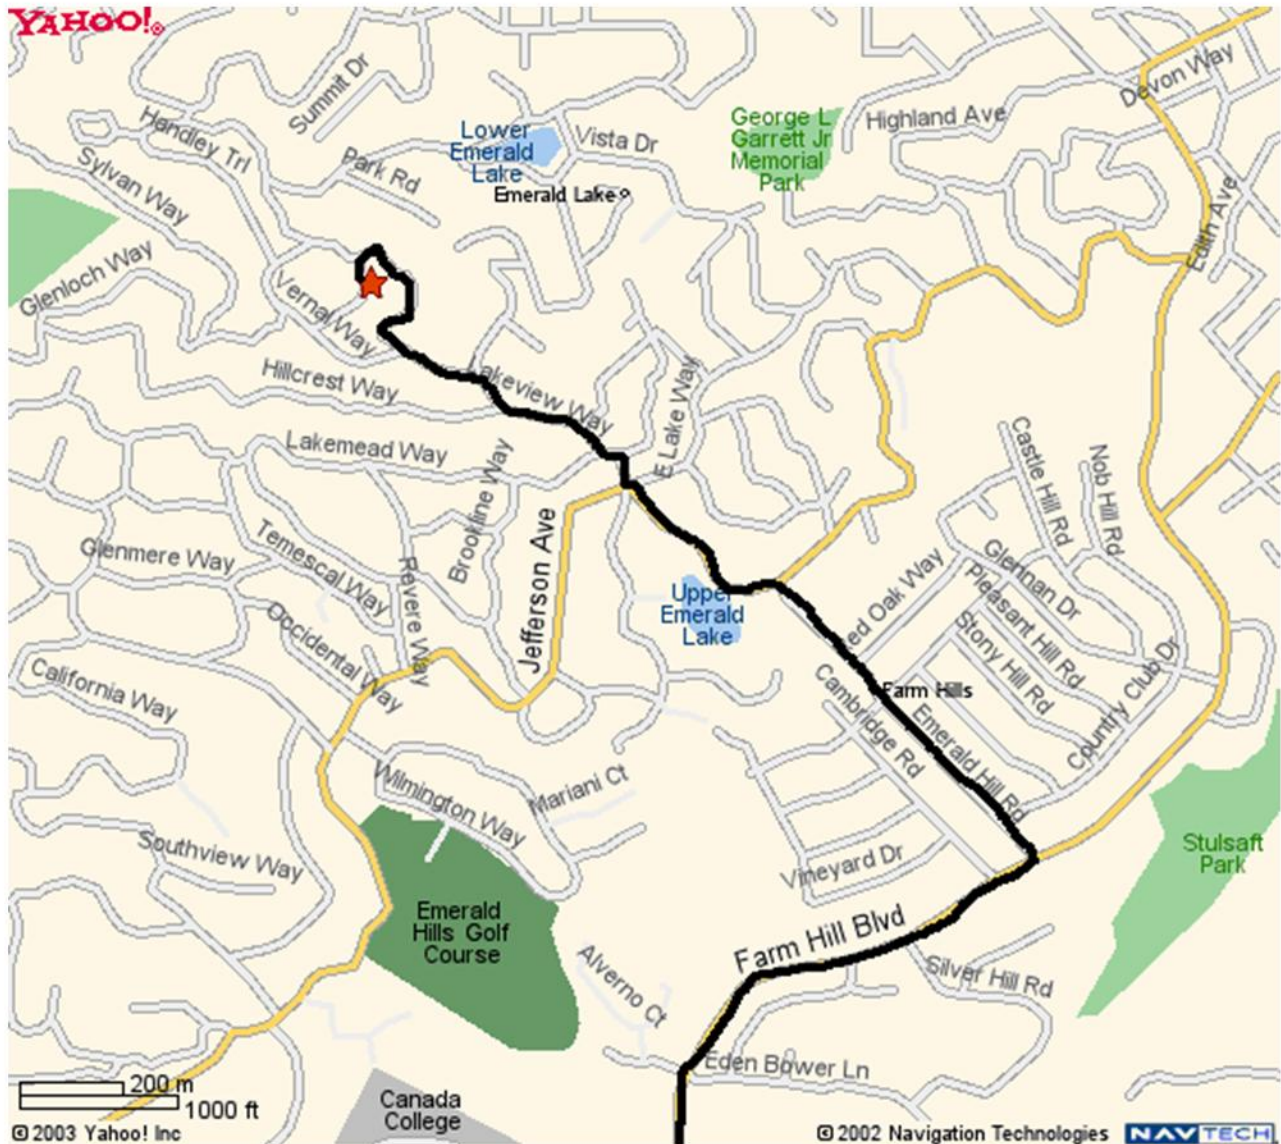 YAHOO!
Summit Dr
Devon Way
Handley Trl
Lower
Emerald
Lake
Vista Dr
George L
Garrett Jr
Memorial
Park
Highland Ave
Sylvan Way
Park Rd
Emerald Lake
Edith Ave
Glenloch Way
Vernal Way
Hillcrest Way
Lakeview Way
E Lake Way
Lakemead Way
Brookline Way
Castle Hill Rd
Nob Hill Rd
Jefferson Ave
Glenmere Way
Temescal Way
Revere Way
Glennan Dr
Pleasant Hill Rd
Stony Hill Rd
Upper
Emerald
Lake
ed Oak Way
Occidental Way
California Way
Cambridge Rd
Farm Hills
Emerald Hill Rd
Country Club Dr
Wilmington Way
Mariani Ct
Southview Way
Vineyard Dr
Stulsaft
Park
Emerald
Hills Golf
Course
Farm Hill Blvd
Alverno Ct
Silver Hill Rd
Eden Bower Ln
200 m
1000 ft
Canada
College
© 2003 Yahoo! Inc
© 2002 Navigation Technologies
NAVTECH